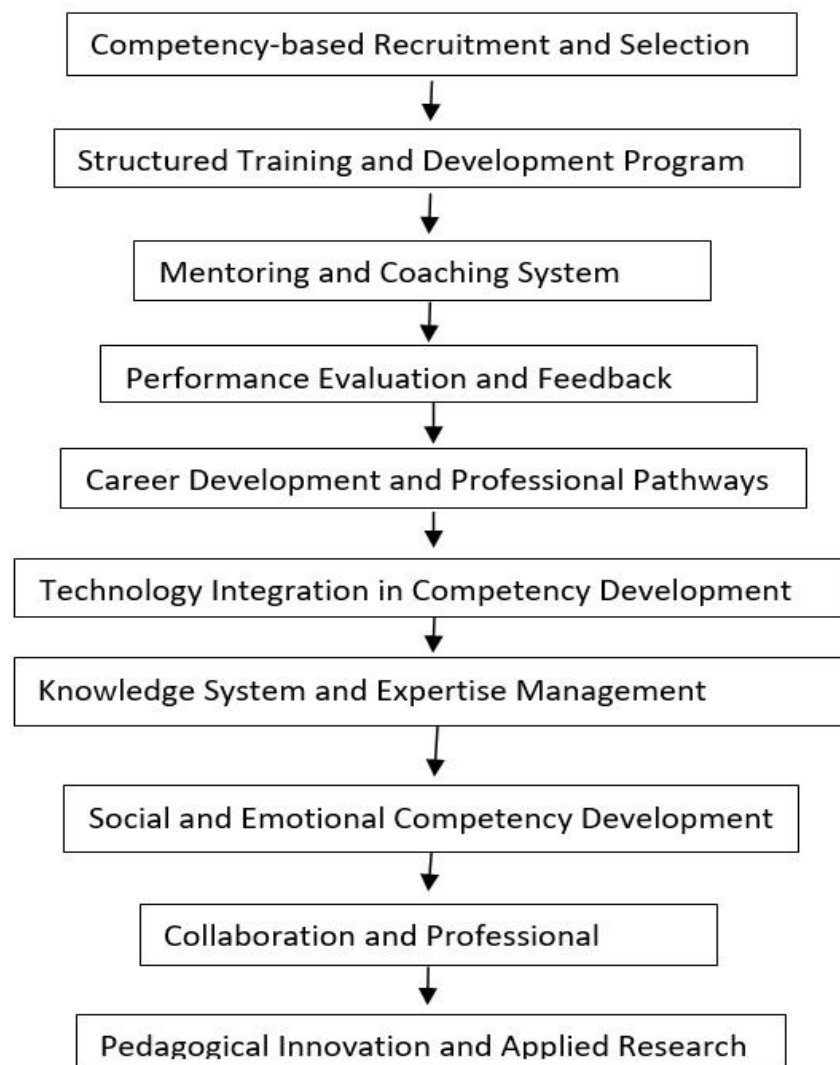 Competency-based Recruitment and Selection
Structured Training and Development Program
Mentoring and Coaching System
Performance Evaluation and Feedback
Career Development and Professional Pathways
Technology Integration in Competency Development
Knowledge System and Expertise Management
Social and Emotional Competency Development
Collaboration and Professional
Pedagogical Innovation and Applied Research